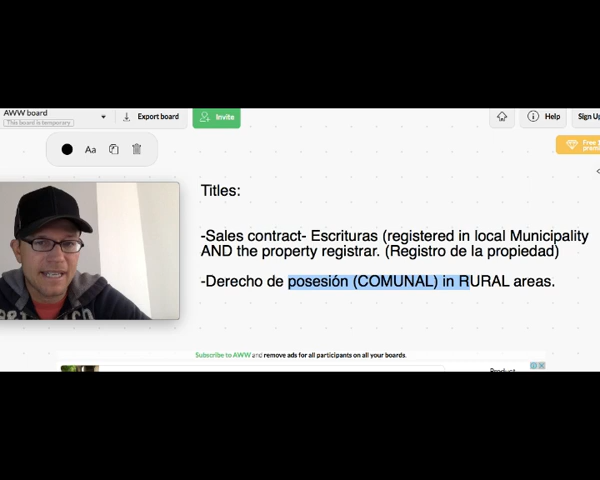 AWW board
This board is temporary
Export board
Invite
Help
Sign Up
Aa
Free
Titles:
-Sales contract- Escrituras (registered in local Municipality
AND the property registrar. (Registro de la propiedad)
-Derecho de posesión (COMUNAL) in RURAL areas.
Subscribe to AWW and remove ads for all participants on all your boards.
Product